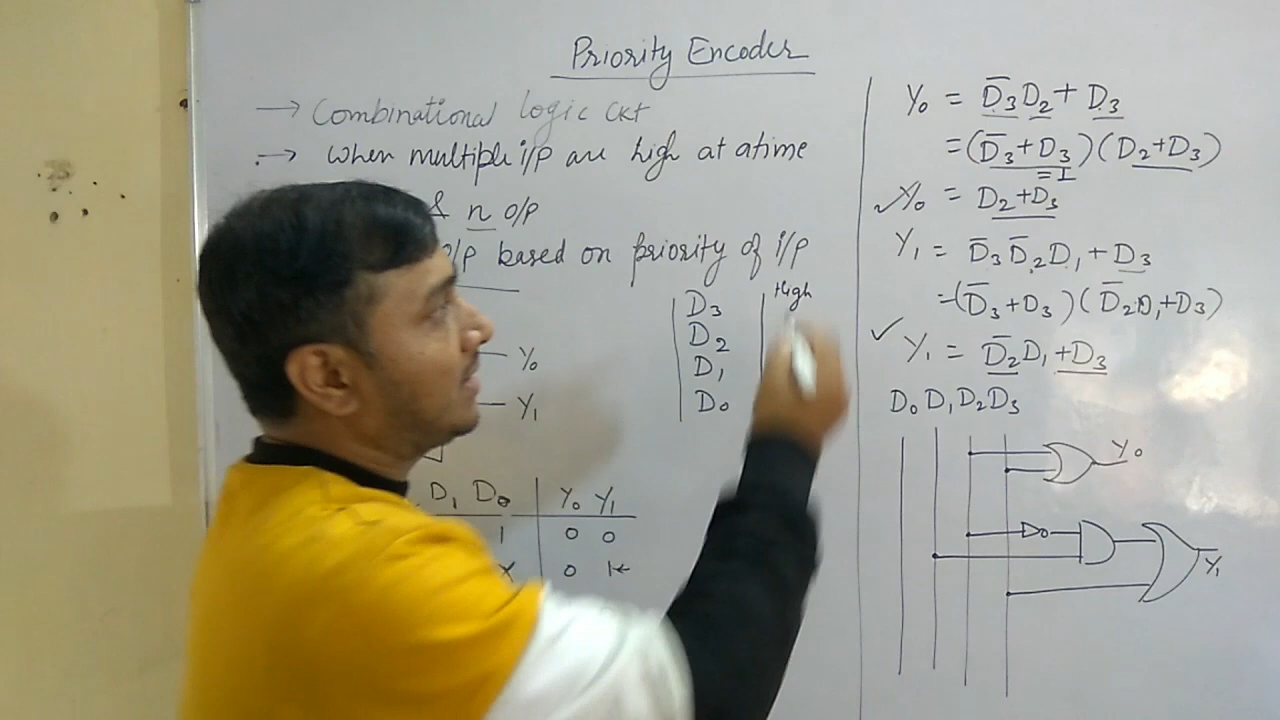 Priority Encoder
→ Combinational logic CKT
→ when multiple i/p are high at atime
& n o/p
o/p based on priority of i/p
D₃ High
D₂
D₁
D₀
Y₀
Y₁
D₁ D₀ Y₀ Y₁
1 0 0
X 0 1←
Y₀ = D̅₃D₂ + D₃
= (D̅₃+D₃)(D₂+D₃)
= 1
✓Y₀ = D₂+D₃
Y₁ = D̅₃D̅₂D₁ + D₃
= (D̅₃+D₃)(D̅₂D₁+D₃)
✓ Y₁ = D̅₂D₁ + D₃
D₀ D₁ D₂ D₃
Y₀
Y₁